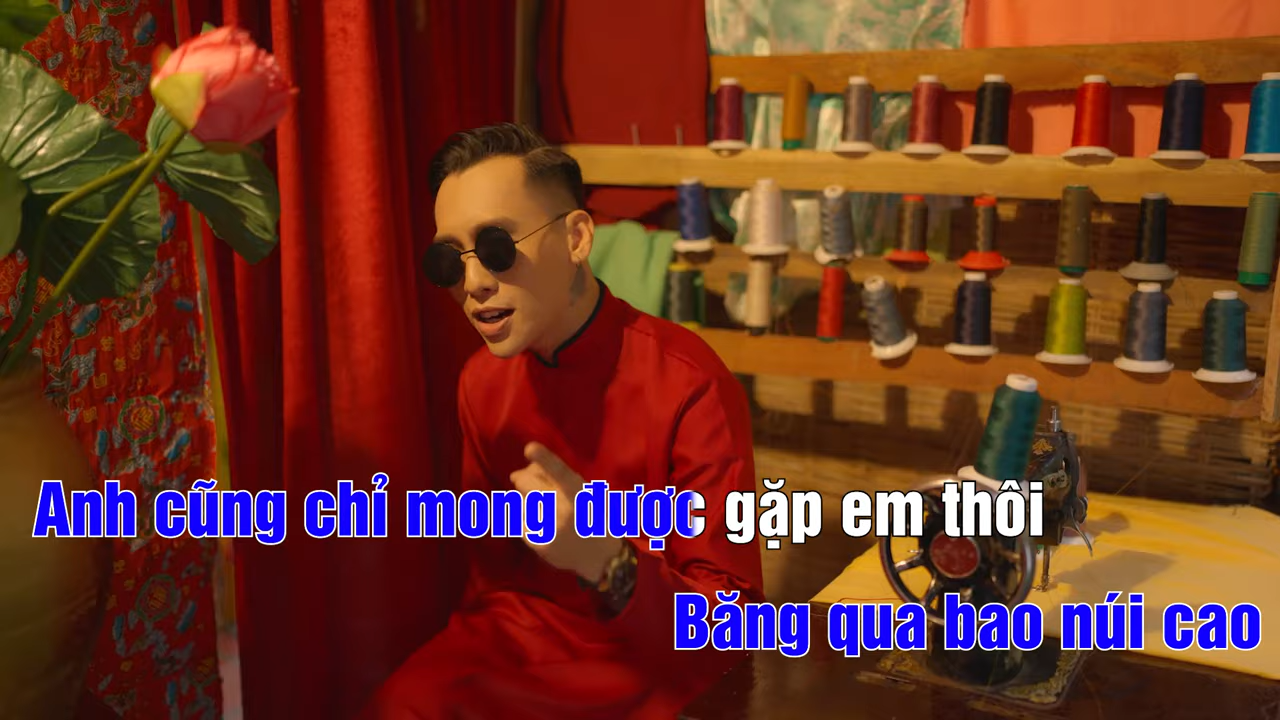 Anh cũng chỉ mong được gặp em thôi
Băng qua bao núi cao